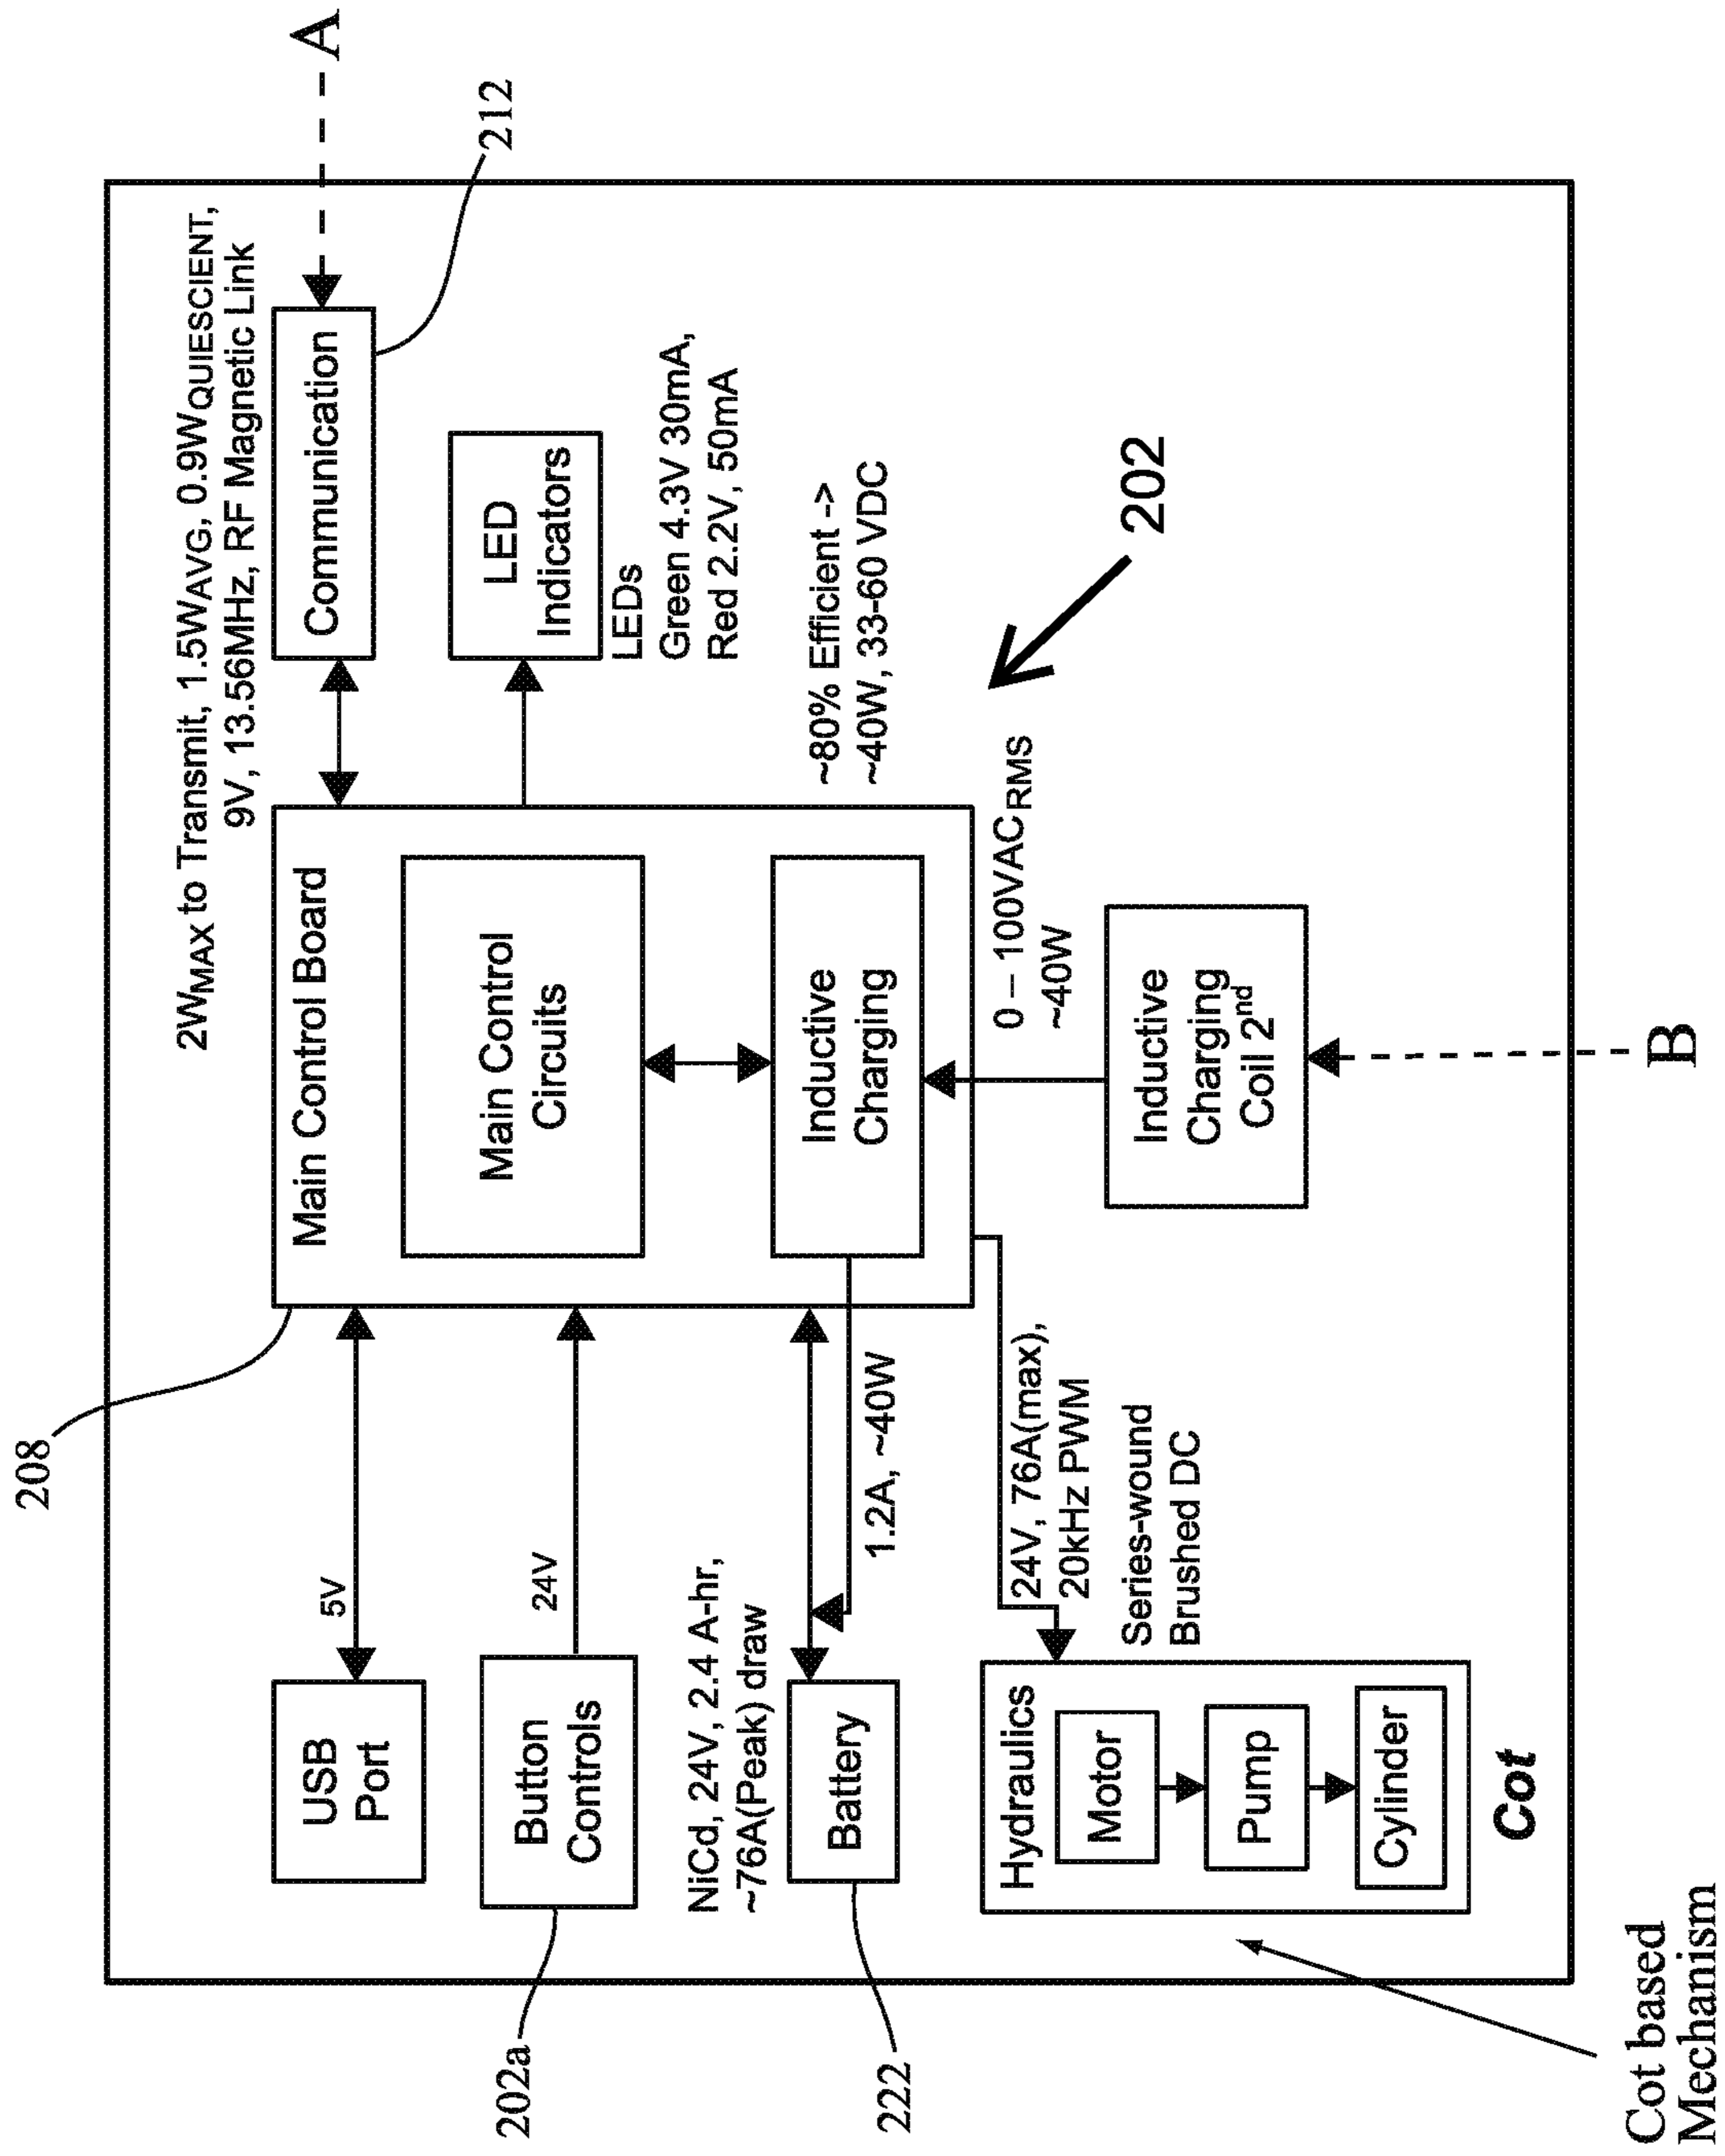 208
A
212
2WMAX to Transmit, 1.5WAVG, 0.9WQUIESCIENT,
9V, 13.56MHz, RF Magnetic Link
USB
Port
5V
Main Control Board
Communication
Button
Controls
24V
202a
Main Control
Circuits
LED
Indicators
LEDs
Green 4.3V 30mA,
Red 2.2V, 50mA
NiCd, 24V, 2.4 A-hr,
~76A(Peak) draw
Battery
222
1.2A, ~40W
Inductive
Charging
~80% Efficient ->
~40W, 33-60 VDC
202
Hydraulics
Motor
Pump
Cylinder
24V, 76A(max),
20kHz PWM
Series-wound
Brushed DC
0 – 100VACRMS
~40W
Inductive
Charging
Coil 2nd
Cot
Cot based
Mechanism
B